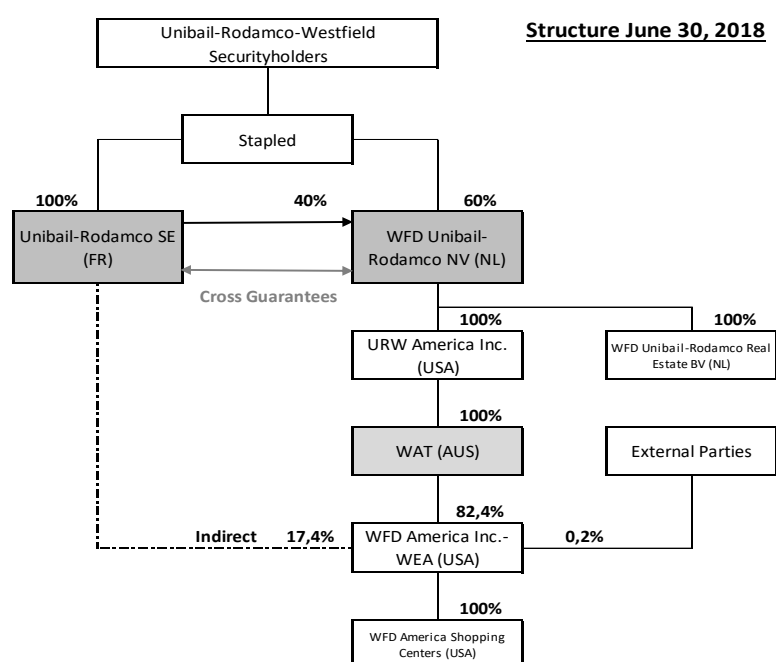 Unibail-Rodamco-Westfield
Securityholders
Structure June 30, 2018
Stapled
100%
40%
60%
Unibail-Rodamco SE
(FR)
WFD Unibail-
Rodamco NV (NL)
Cross Guarantees
100%
100%
URW America Inc.
(USA)
WFD Unibail-Rodamco Real
Estate BV (NL)
100%
WAT (AUS)
External Parties
82,4%
Indirect
17,4%
WFD America Inc.-
WEA (USA)
0,2%
100%
WFD America Shopping
Centers (USA)